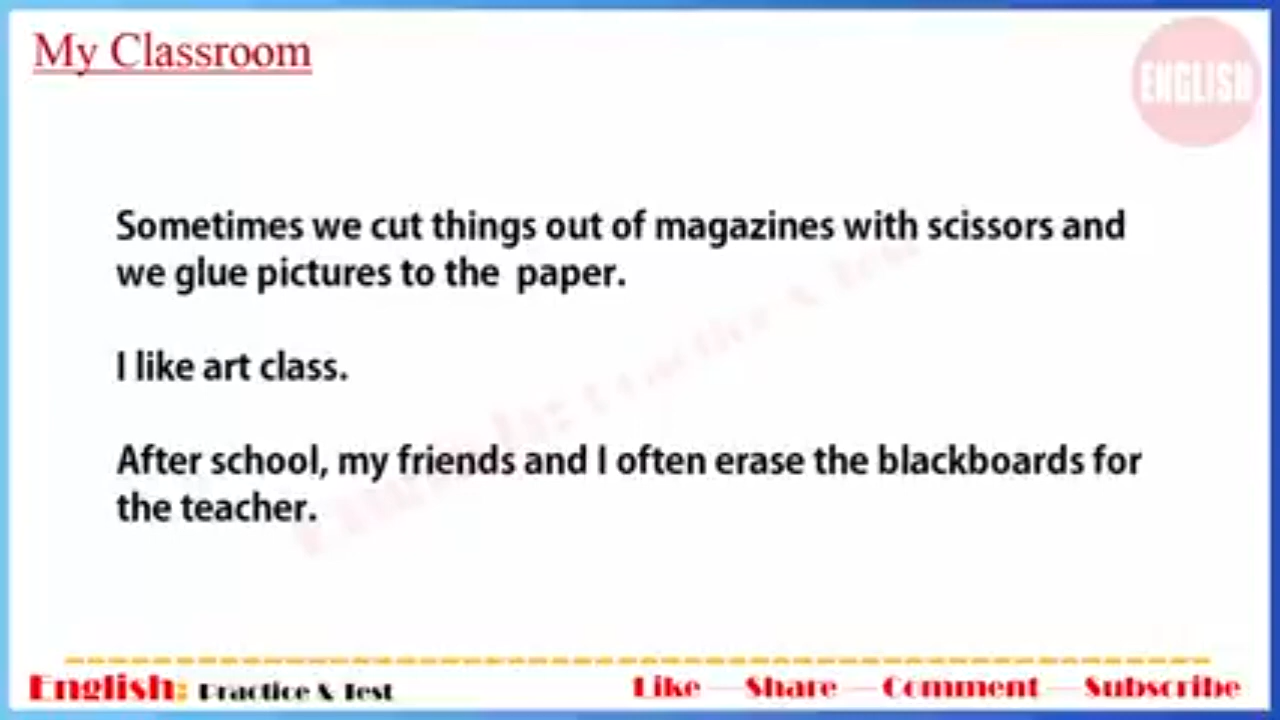 My Classroom
ENGLISH
Sometimes we cut things out of magazines with scissors and
we glue pictures to the paper.
I like art class.
After school, my friends and I often erase the blackboards for
the teacher.
English: Practice & Test
Like — Share — Comment — Subscribe